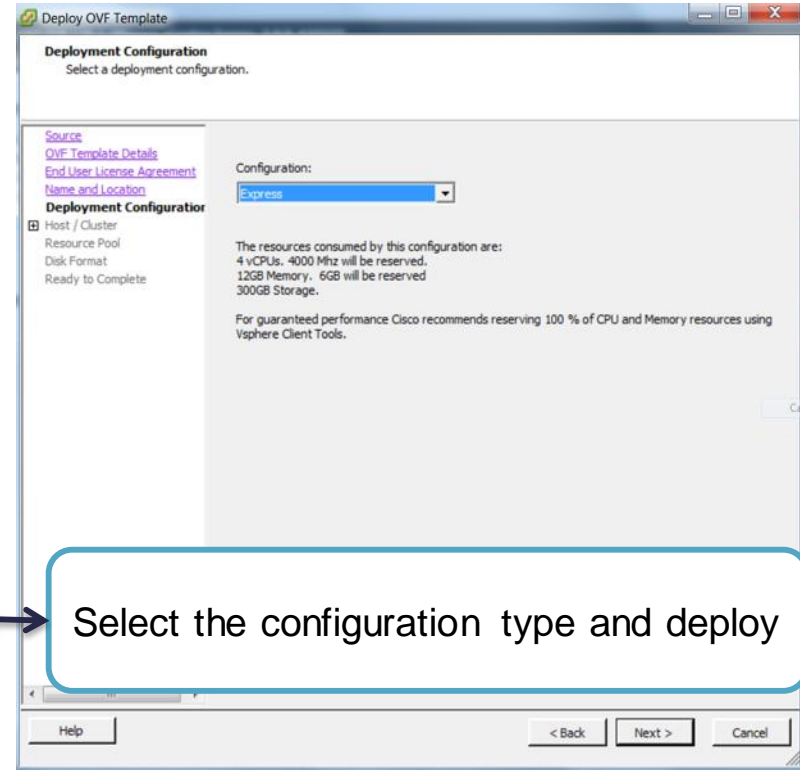 Deploy OVF Template
Deployment Configuration
Select a deployment configuration.
Source
OVF Template Details
End User License Agreement
Name and Location
Deployment Configuration
Host / Cluster
Resource Pool
Disk Format
Ready to Complete
Configuration:
Express
The resources consumed by this configuration are:
4 vCPUs. 4000 Mhz will be reserved.
12GB Memory. 6GB will be reserved
300GB Storage.
For guaranteed performance Cisco recommends reserving 100 % of CPU and Memory resources using
Vsphere Client Tools.
Ca
Select the configuration type and deploy
Help
< Back
Next >
Cancel